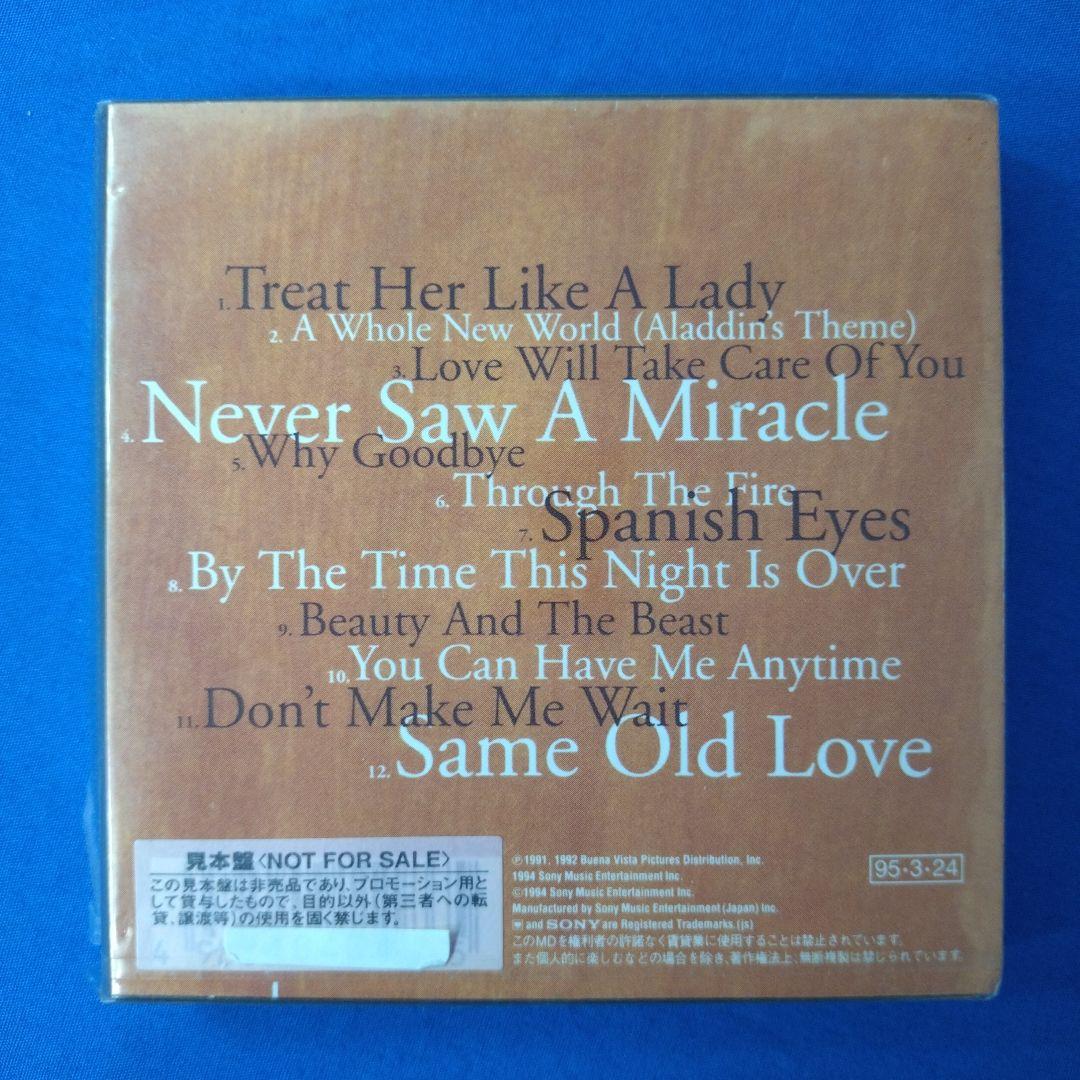 1. Treat Her Like A Lady
2. A Whole New World (Aladdin's Theme)
3. Love Will Take Care Of You
4. Never Saw A Miracle
5. Why Goodbye
6. Through The Fire
7. Spanish Eyes
8. By The Time This Night Is Over
9. Beauty And The Beast
10. You Can Have Me Anytime
11. Don't Make Me Wait
12. Same Old Love
見本盤〈NOT FOR SALE〉
この見本盤は非売品であり、プロモーション用と
して貸与したもので、目的以外(第三者への転
貸、譲渡等)の使用を固く禁じます。
℗1991, 1992 Buena Vista Pictures Distribution, Inc.
1994 Sony Music Entertainment Inc.
©1994 Sony Music Entertainment Inc.
Manufactured by Sony Music Entertainment (Japan) Inc.
and SONY are Registered Trademarks. (js)
このMDを権利者の許諾なく賃貸業に使用することは禁止されています。
また個人的に楽しむなどの場合を除き、著作権法上、無断複製は禁じられています。
95・3・24